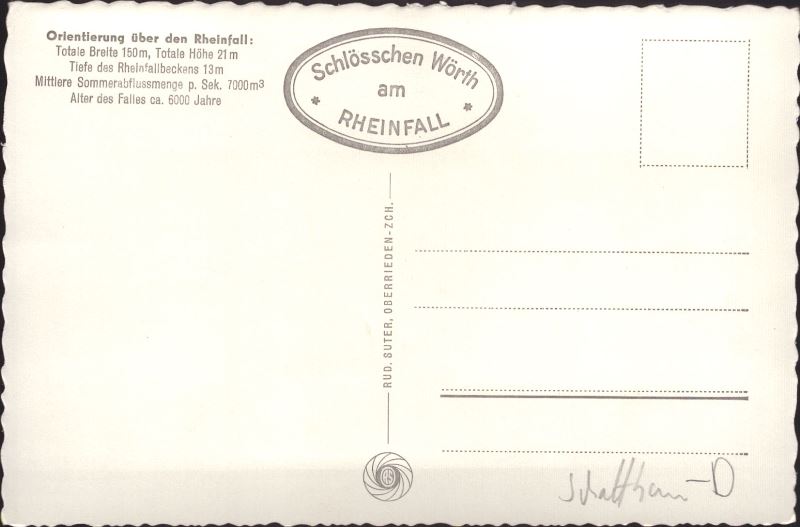 Orientierung über den Rheinfall:
Totale Breite 150m, Totale Höhe 21m
Tiefe des Rheinfallbeckens 13m
Mittlere Sommerabflussmenge p. Sek. 7000m³
Alter des Falles ca. 6000 Jahre
Schlösschen Wörth
* am *
RHEINFALL
RUD. SUTER, OBERRIEDEN-ZCH.